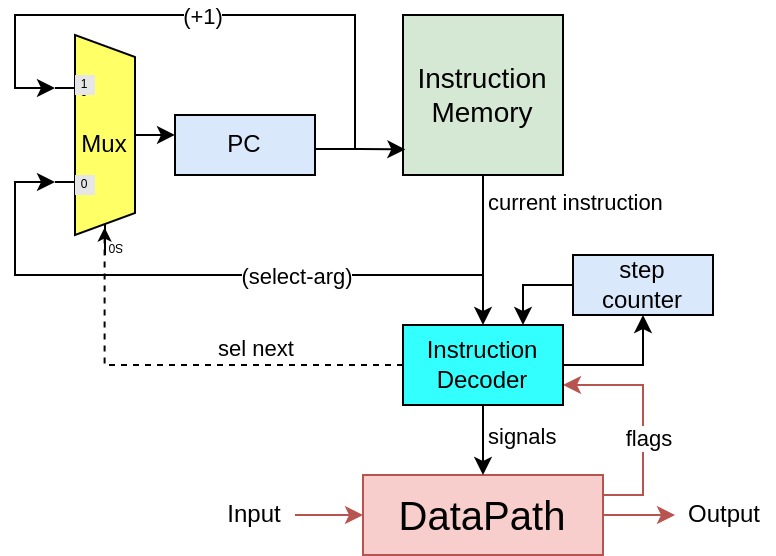 (+1)
1
Instruction
Memory
Mux
PC
0
current instruction
0S
(select-arg)
step
counter
sel next
Instruction
Decoder
signals
flags
Input
DataPath
Output